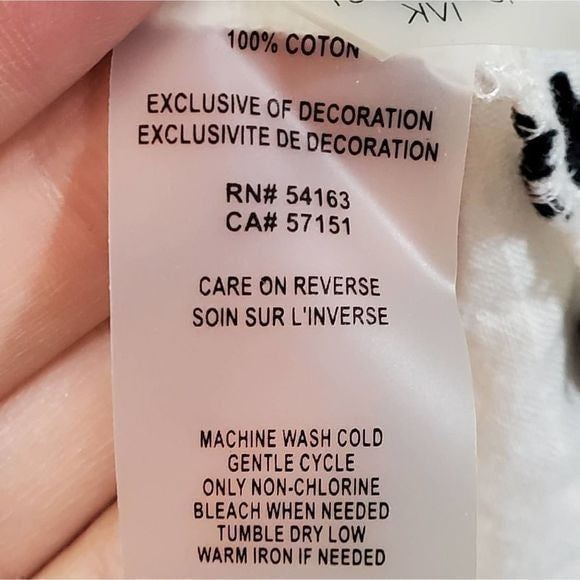 IVK
100% COTON
EXCLUSIVE OF DECORATION
EXCLUSIVITE DE DECORATION
RN# 54163
CA# 57151
CARE ON REVERSE
SOIN SUR L'INVERSE
MACHINE WASH COLD
GENTLE CYCLE
ONLY NON-CHLORINE
BLEACH WHEN NEEDED
TUMBLE DRY LOW
WARM IRON IF NEEDED